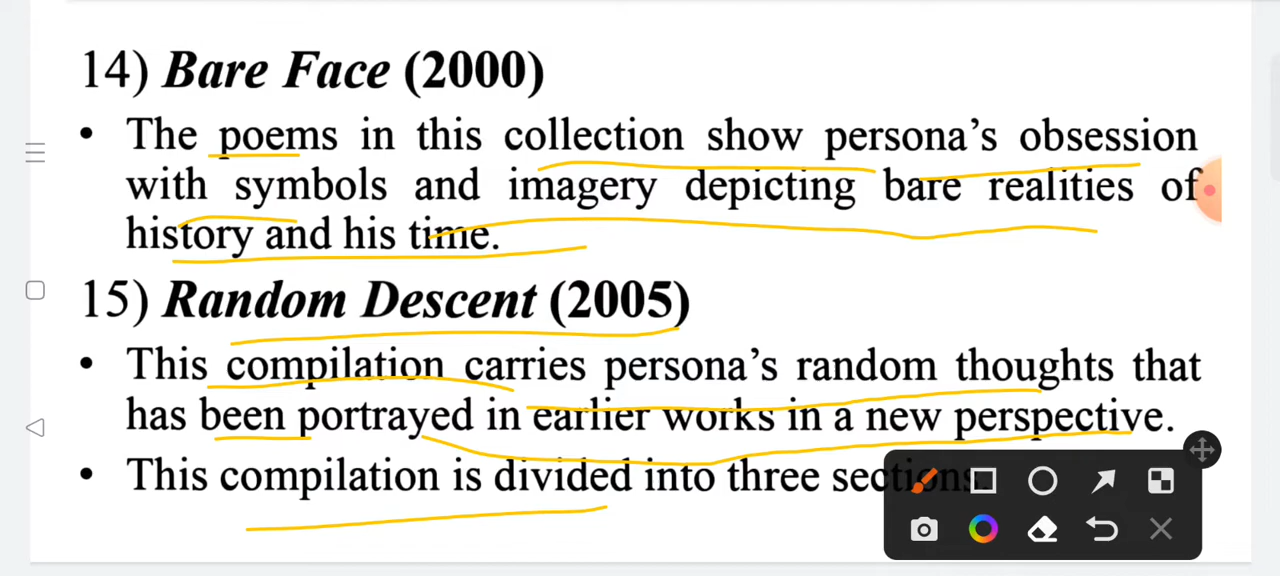 14) Bare Face (2000)
• The poems in this collection show persona's obsession
with symbols and imagery depicting bare realities of
history and his time.
15) Random Descent (2005)
• This compilation carries persona's random thoughts that
has been portrayed in earlier works in a new perspective.
• This compilation is divided into three sections.